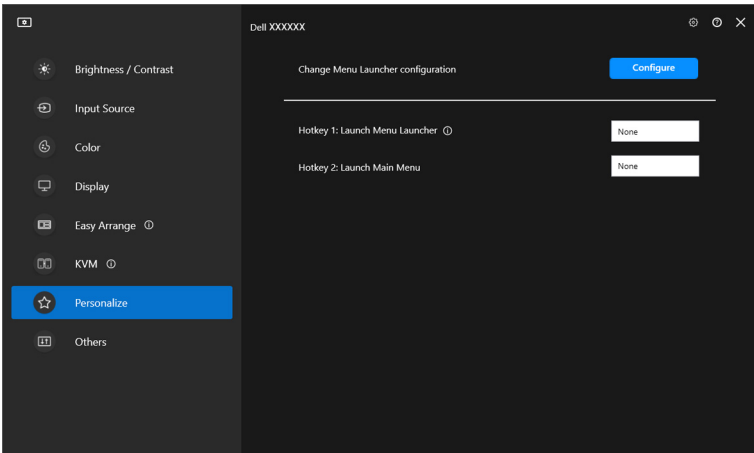 Dell XXXXXX
Brightness / Contrast
Input Source
Color
Display
Easy Arrange
KVM
Personalize
Others
Change Menu Launcher configuration
Configure
Hotkey 1: Launch Menu Launcher
None
Hotkey 2: Launch Main Menu
None